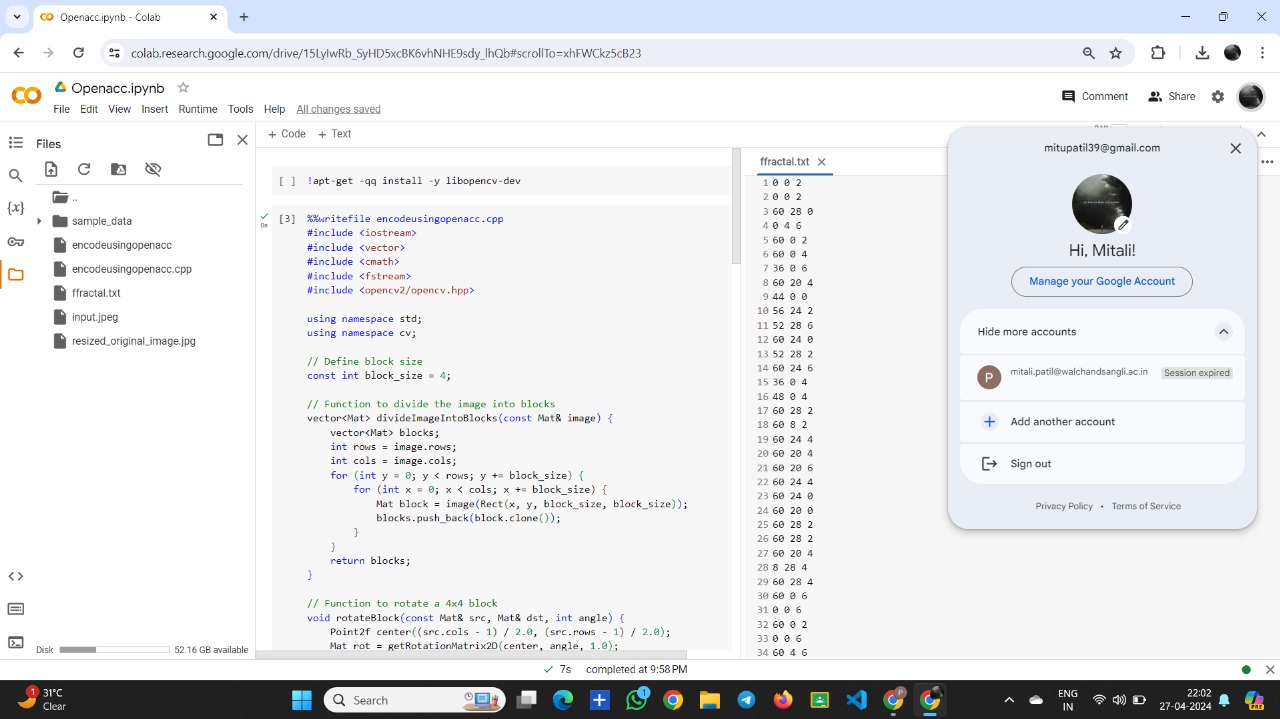 Openacc.ipynb - Colab
colab.research.google.com/drive/15LyIwRb_SyHD5xcBK6vhNHE9sdy_lhQb#scrollTo=xhFWCkz5cB23
Openacc.ipynb
File Edit View Insert Runtime Tools Help All changes saved
Comment Share
Files
..
sample_data
encodeusingopenacc
encodeusingopenacc.cpp
ffractal.txt
input.jpeg
resized_original_image.jpg
Disk 52.16 GB available
+ Code + Text
[ ] !apt-get -qq install -y libopencv-dev
0s
[3] %%writefile encodeusingopenacc.cpp
#include <iostream>
#include <vector>
#include <cmath>
#include <fstream>
#include <opencv2/opencv.hpp>
using namespace std;
using namespace cv;
// Define block size
const int block_size = 4;
// Function to divide the image into blocks
vector<Mat> divideImageIntoBlocks(const Mat& image) {
vector<Mat> blocks;
int rows = image.rows;
int cols = image.cols;
for (int y = 0; y < rows; y += block_size) {
for (int x = 0; x < cols; x += block_size) {
Mat block = image(Rect(x, y, block_size, block_size));
blocks.push_back(block.clone());
}
}
return blocks;
}
// Function to rotate a 4x4 block
void rotateBlock(const Mat& src, Mat& dst, int angle) {
Point2f center((src.cols - 1) / 2.0, (src.rows - 1) / 2.0);
Mat rot = getRotationMatrix2D(center, angle, 1.0);
ffractal.txt
1 0 0 2
2 0 0 2
3 60 28 0
4 0 4 6
5 60 0 2
6 60 0 4
7 36 0 6
8 60 20 4
9 44 0 0
10 56 24 2
11 52 28 6
12 60 24 0
13 52 28 2
14 60 24 6
15 36 0 4
16 48 0 4
17 60 28 2
18 60 8 2
19 60 24 4
20 60 20 4
21 60 20 6
22 60 24 4
23 60 24 0
24 60 20 0
25 60 28 2
26 60 28 2
27 60 20 4
28 8 28 4
29 60 28 4
30 60 0 6
31 0 0 6
32 60 0 2
33 0 0 6
34 60 4 6
mitupatil39@gmail.com
Hi, Mitali!
Manage your Google Account
Hide more accounts
P
mitali.patil@walchandsangli.ac.in Session expired
Add another account
Sign out
Privacy Policy • Terms of Service
7s completed at 9:58 PM
1
31°C
Clear
Search
1
P
ENG
IN
22:02
27-04-2024